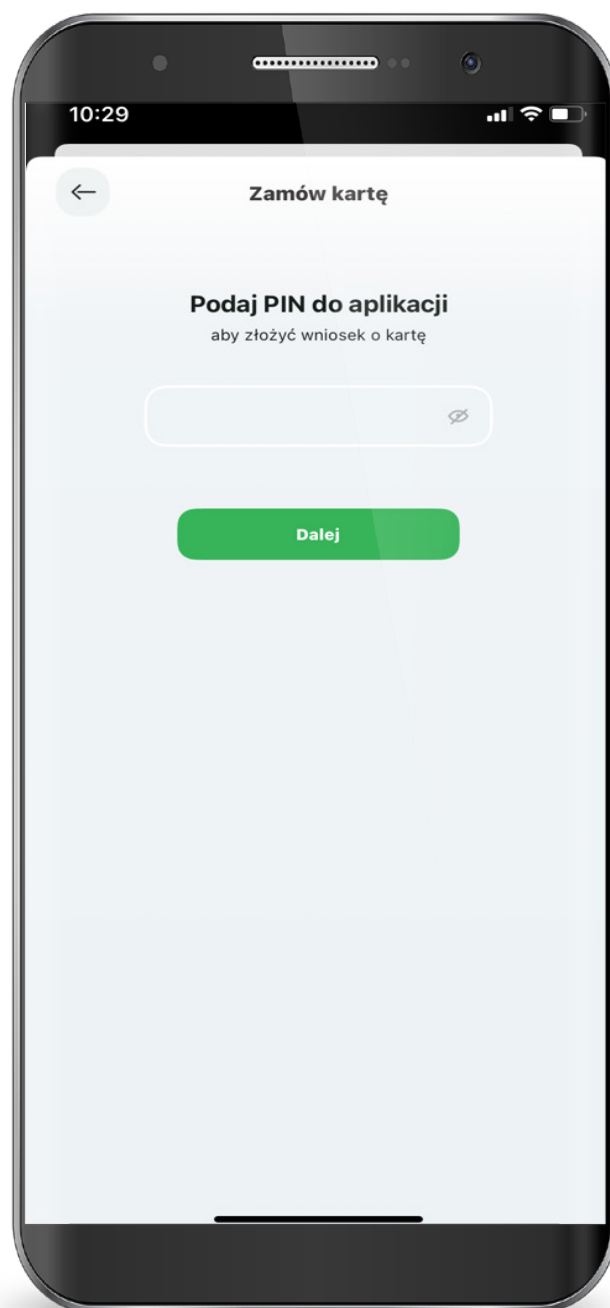 10:29
Zamów kartę
Podaj PIN do aplikacji
aby złożyć wniosek o kartę
Dalej